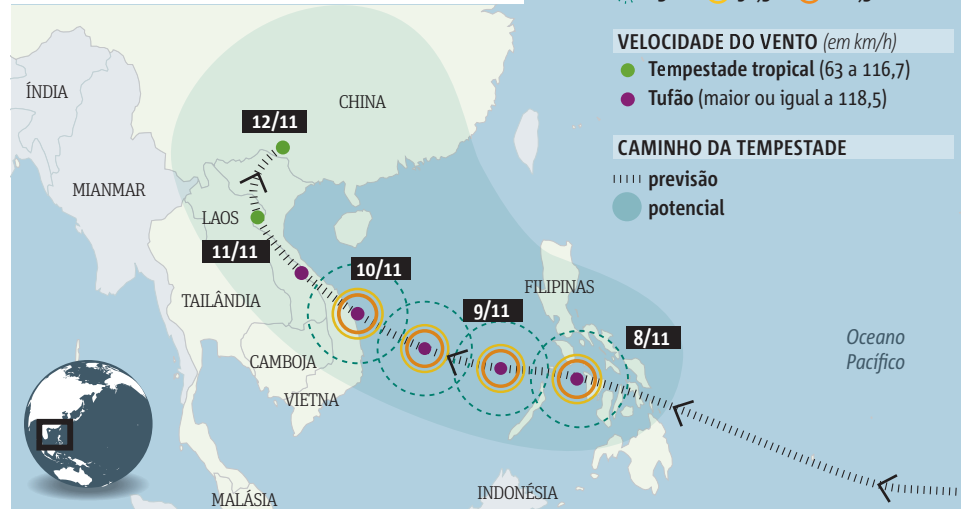 VELOCIDADE DO VENTO (em km/h)
Tempestade tropical (63 a 116,7)
Tufão (maior ou igual a 118,5)
CAMINHO DA TEMPESTADE
previsão
potencial
ÍNDIA
CHINA
12/11
MIANMAR
LAOS
11/11
10/11
TAILÂNDIA
FILIPINAS
9/11
8/11
Oceano
Pacífico
CAMBOJA
VIETNA
MALÁSIA
INDONÉSIA